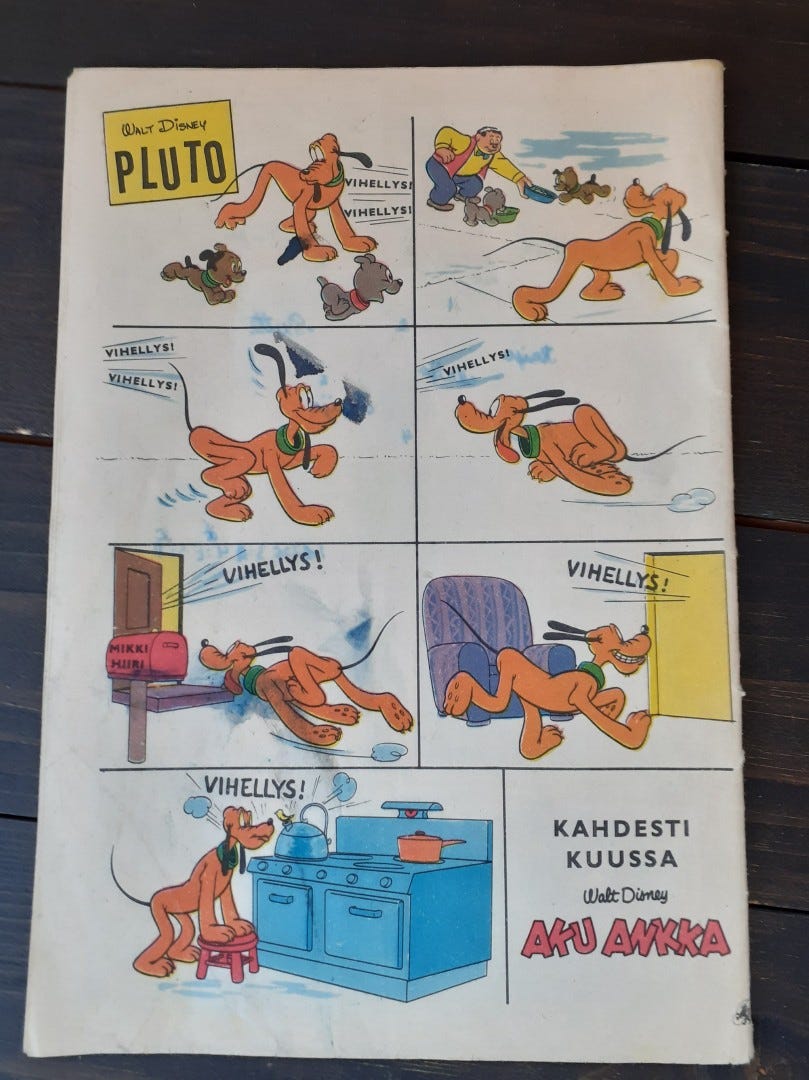 WALT DISNEY
PLUTO
VIHELLYS!
VIHELLYS!
VIHELLYS!
VIHELLYS!
VIHELLYS!
VIHELLYS!
MIKKI
HIIRI
VIHELLYS!
VIHELLYS!
KAHDESTI
KUUSSA
Walt Disney
AKU ANKKA